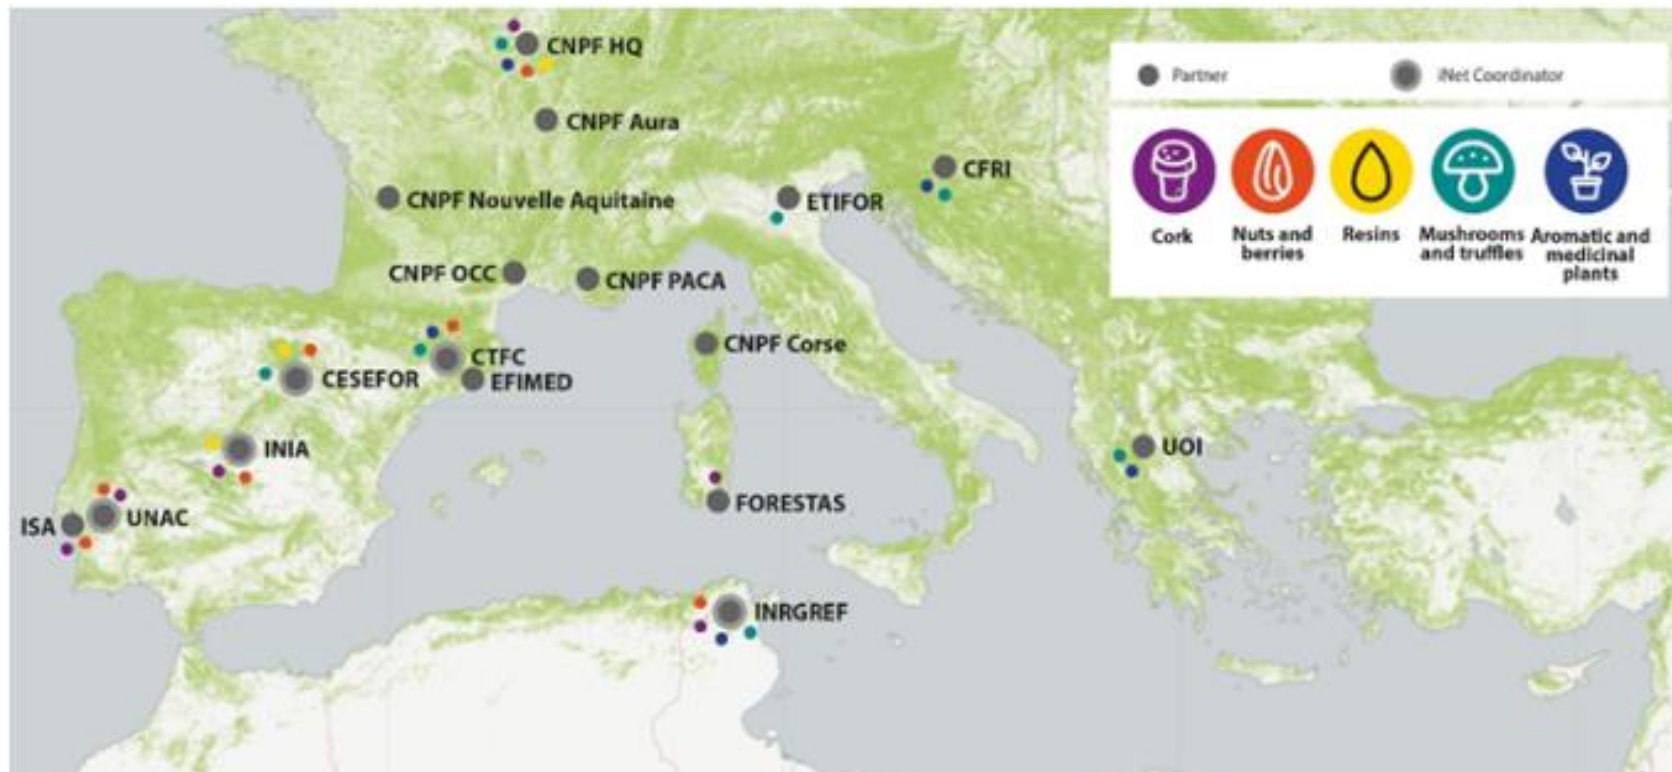 CNPF HQ
Partner
iNet Coordinator
CNPF Aura
CFRI
CNPF Nouvelle Aquitaine
ETIFOR
Cork
Nuts and
berries
Resins
Mushrooms
and truffles
Aromatic and
medicinal
plants
CNPF OCC
CNPF PACA
CNPF Corse
CTFC
CESEFOR
EFIMED
INIA
UOI
FORESTAS
ISA
UNAC
INRGREF